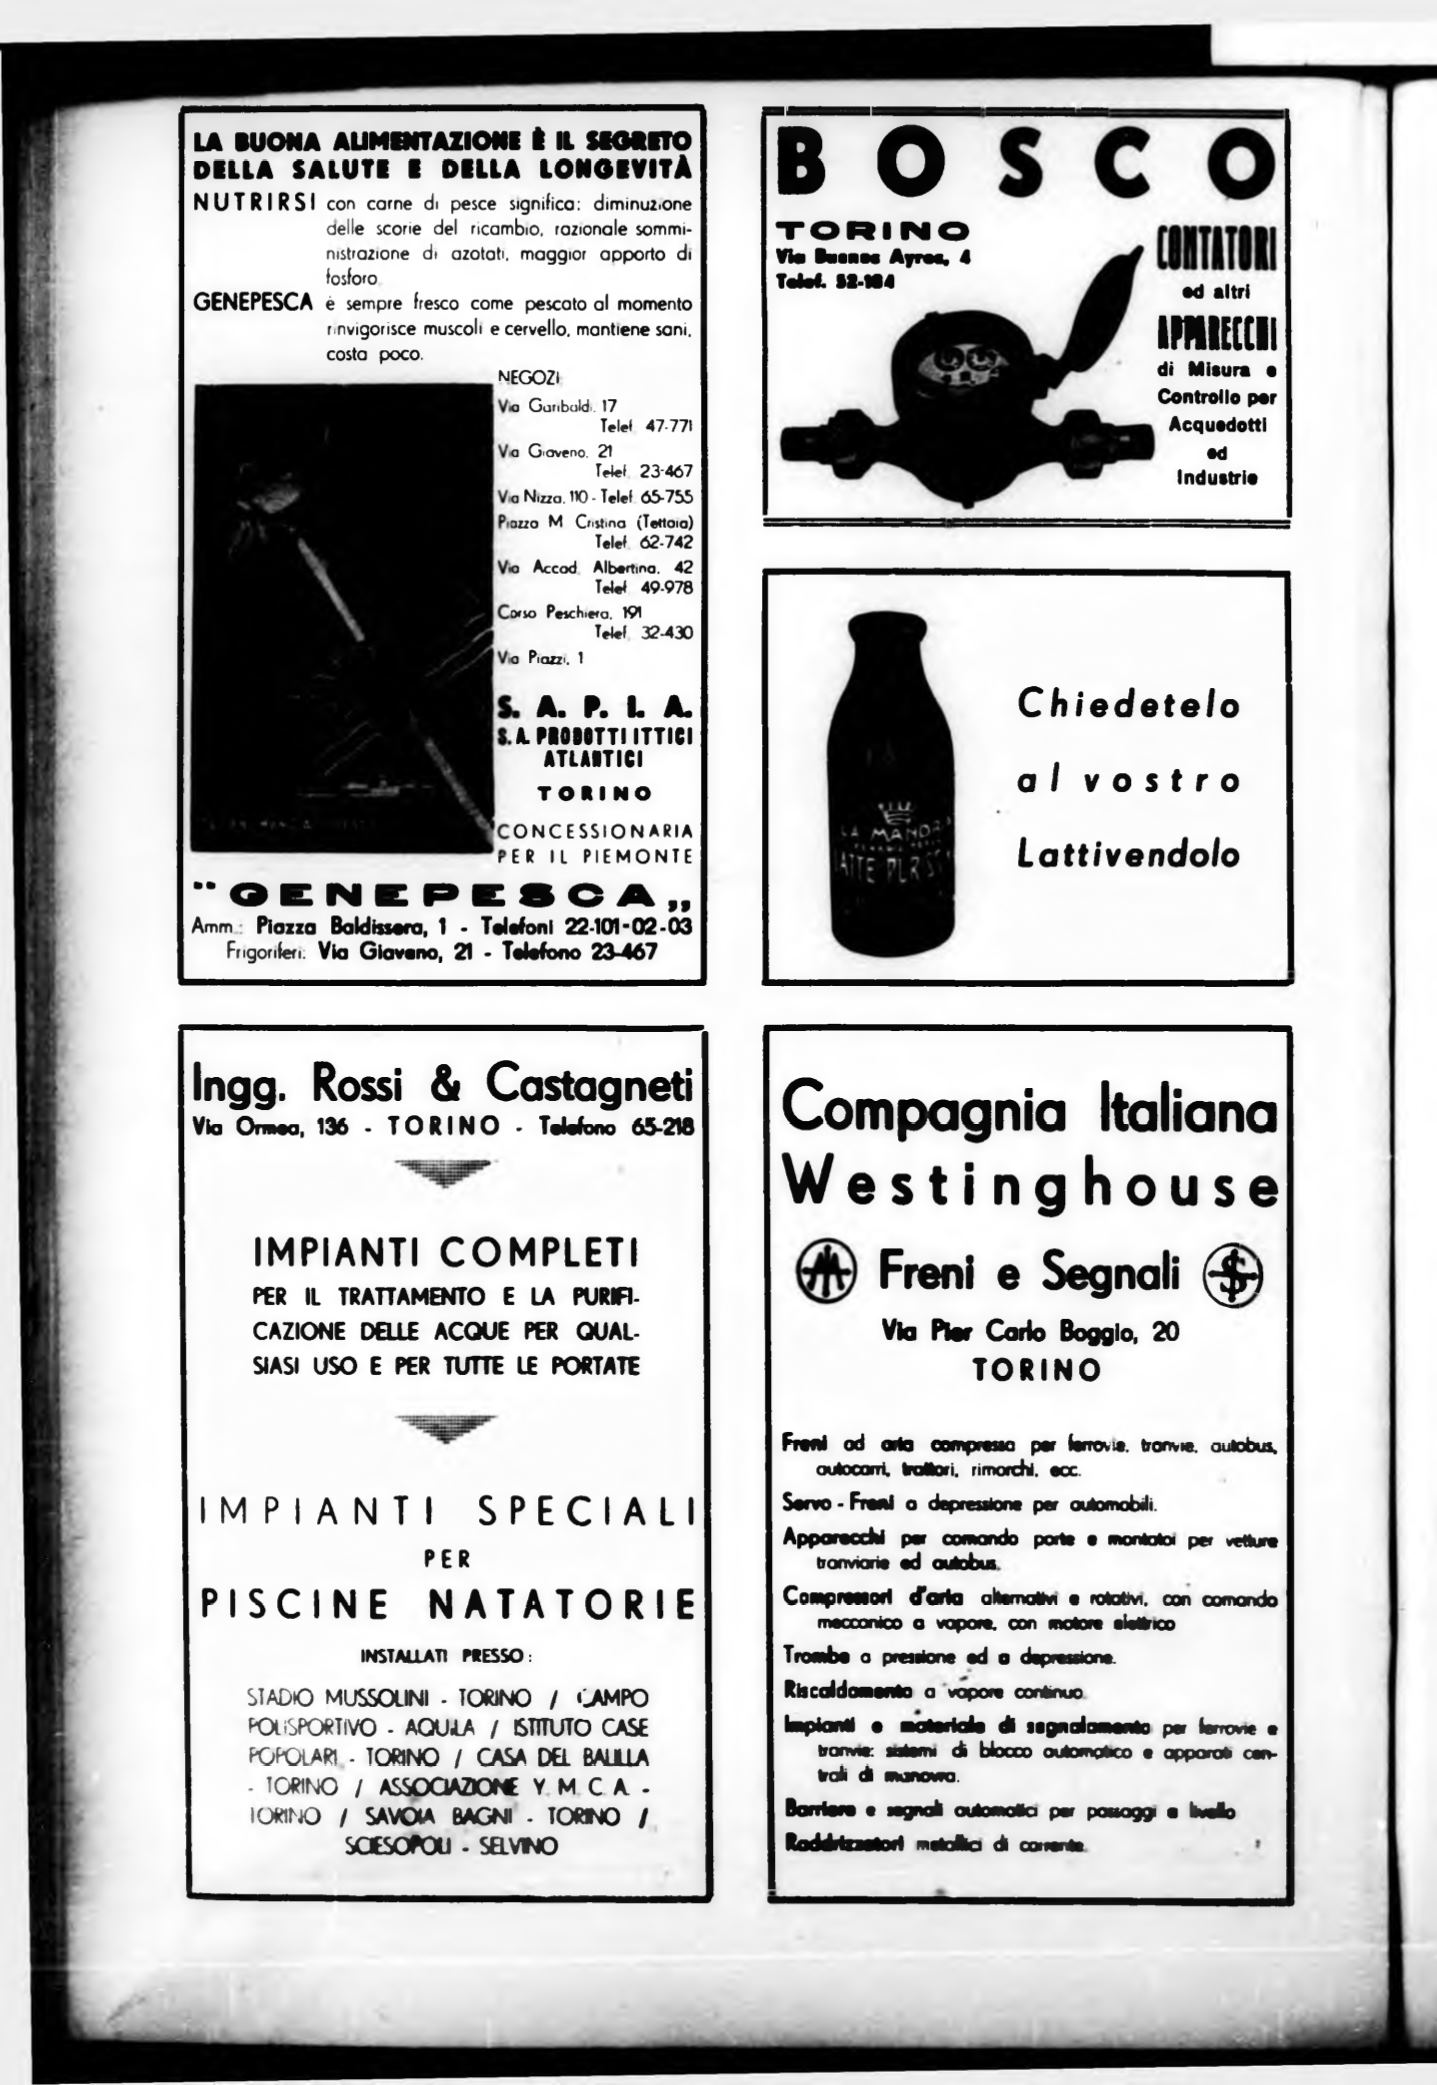 LA BUONA ALIMENTAZIONE È IL SEGRETO
DELLA SALUTE E DELLA LONGEVITÀ
NUTRIRSI con carne di pesce significa: diminuzione
delle scorie del ricambio, razionale sommi-
nistrazione di azotati, maggior apporto di
fosforo.
GENEPESCA è sempre fresco come pescato al momento
rinvigorisce muscoli e cervello, mantiene sani,
costa poco.
NEGOZI:
Via Garibaldi, 17
Telef. 47-771
Via Giaveno, 21
Telef. 23-467
Via Nizza, 110 - Telef. 65-755
Piazza M. Cristina (Tettoia)
Telef. 62-742
Via Accad. Albertina, 42
Telef. 49-978
Corso Peschiera, 191
Telef. 32-430
Via Piazzi, 1
S. A. P. I. A.
S. A. PRODOTTI ITTICI
ATLANTICI
TORINO
CONCESSIONARIA
PER IL PIEMONTE
"GENEPESCA„
Amm.: Piazza Baldissera, 1 - Telefoni 22-101-02-03
Frigoriferi: Via Giaveno, 21 - Telefono 23-467
BOSCO
TORINO
Via Buenos Ayres, 4
Telef. 52-184
CONTATORI
ed altri
APPARECCHI
di Misura e
Controllo per
Acquedotti
ed
Industrie
LA MANDRIA
LATTE
Chiedetelo
al vostro
Lattivendolo
Ingg. Rossi & Castagneti
Via Ormea, 136 - TORINO - Telefono 65-218
IMPIANTI COMPLETI
PER IL TRATTAMENTO E LA PURIFI-
CAZIONE DELLE ACQUE PER QUAL-
SIASI USO E PER TUTTE LE PORTATE
IMPIANTI SPECIALI
PER
PISCINE NATATORIE
INSTALLATI PRESSO:
STADIO MUSSOLINI - TORINO / CAMPO
POLISPORTIVO - AQUILA / ISTITUTO CASE
POPOLARI - TORINO / CASA DEL BALILLA
- TORINO / ASSOCIAZIONE Y. M. C. A. -
TORINO / SAVOIA BAGNI - TORINO /
SCIESOPOLI - SELVINO
Compagnia Italiana
Westinghouse
Freni e Segnali
Via Pier Carlo Boggio, 20
TORINO
Freni ad aria compressa per ferrovie, tranvie, autobus,
autocarri, trattori, rimorchi, ecc.
Servo-Freni a depressione per automobili.
Apparecchi per comando porte e montatoi per vetture
tranviarie ed autobus.
Compressori d'aria alternativi e rotativi, con comando
meccanico a vapore, con motore elettrico
Trombe a pressione ed a depressione.
Riscaldamento a vapore continuo.
Impianti e materiale di segnalamento per ferrovie e
tranvie: sistemi di blocco automatico e apparati cen-
trali di manovra.
Barriere e segnali automatici per passaggi a livello
Raddrizzatori metallici di corrente.